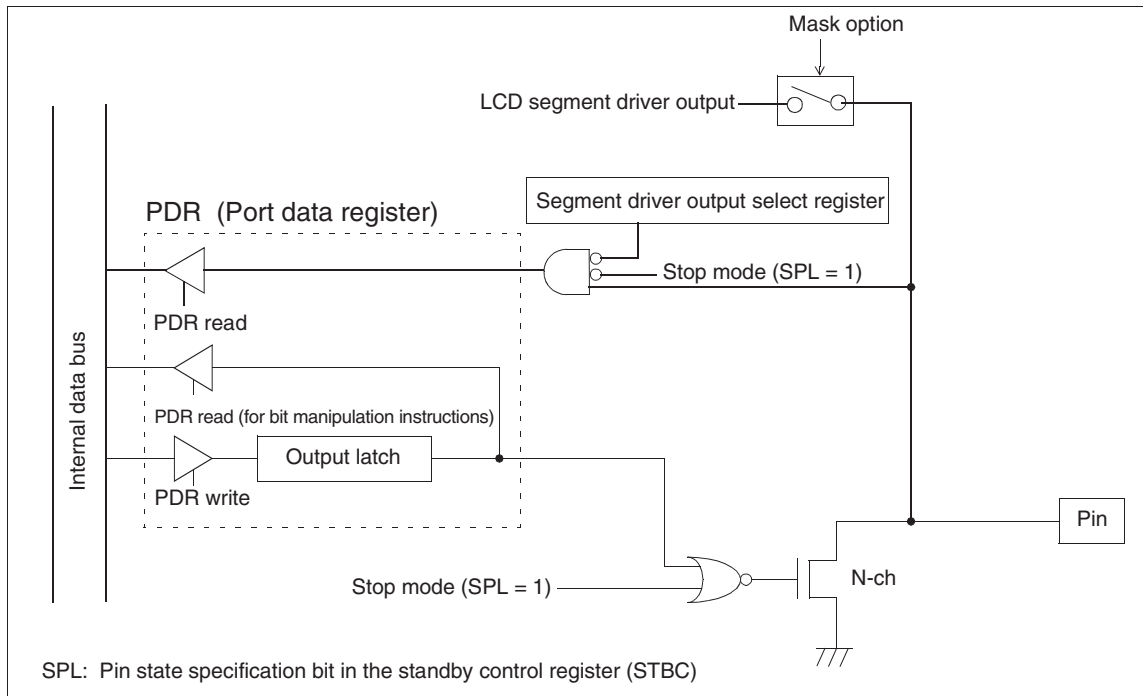 Mask option
LCD segment driver output
Segment driver output select register
PDR (Port data register)
Stop mode (SPL = 1)
PDR read
Internal data bus
PDR read (for bit manipulation instructions)
Output latch
PDR write
Pin
Stop mode (SPL = 1)
N-ch
SPL: Pin state specification bit in the standby control register (STBC)